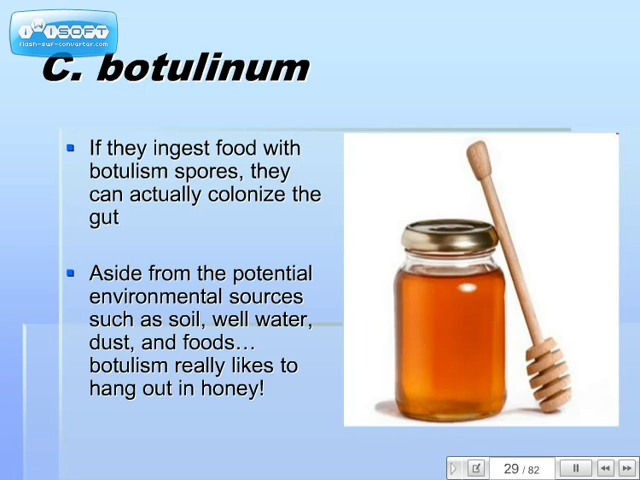 iWiSOFT
flash-swf-converter.com
C. botulinum
If they ingest food with
botulism spores, they
can actually colonize the
gut
Aside from the potential
environmental sources
such as soil, well water,
dust, and foods…
botulism really likes to
hang out in honey!
29 / 82